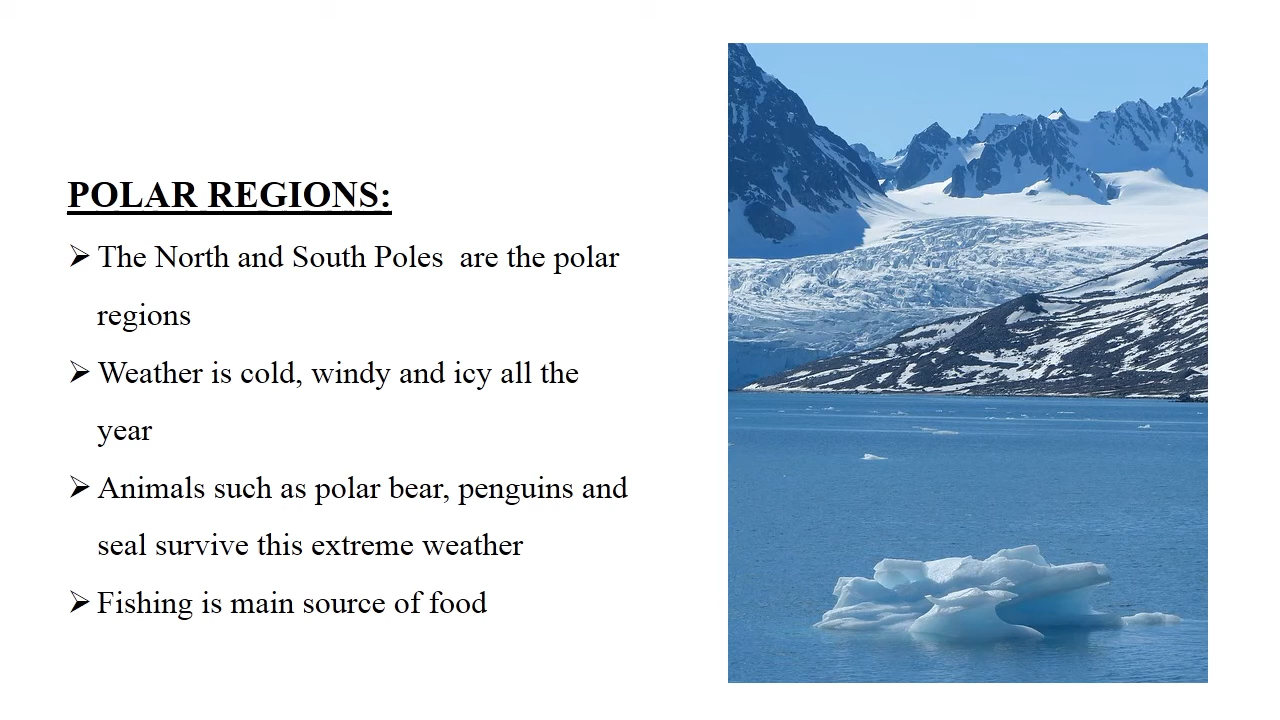 POLAR REGIONS:
➢ The North and South Poles  are the polar
regions
➢ Weather is cold, windy and icy all the
year
➢ Animals such as polar bear, penguins and
seal survive this extreme weather
➢ Fishing is main source of food